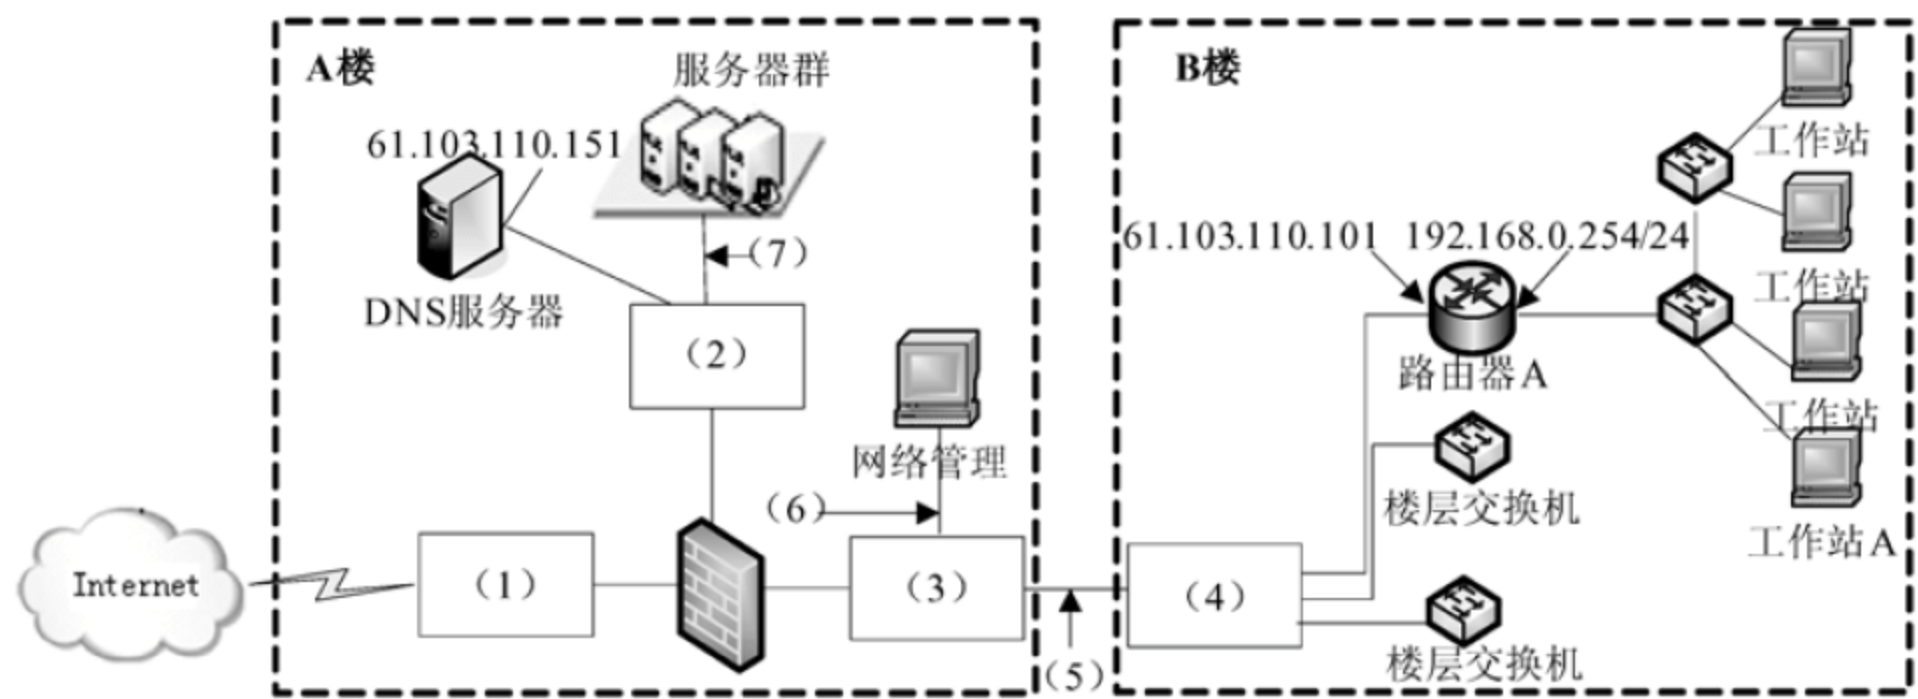 A楼
服务器群
61.103.110.151
DNS服务器
(7)
(2)
网络管理
(6)
Internet
(1)
(3)
(5)
B楼
工作站
61.103.110.101
192.168.0.254/24
工作站
路由器A
工作站
楼层交换机
工作站A
(4)
楼层交换机